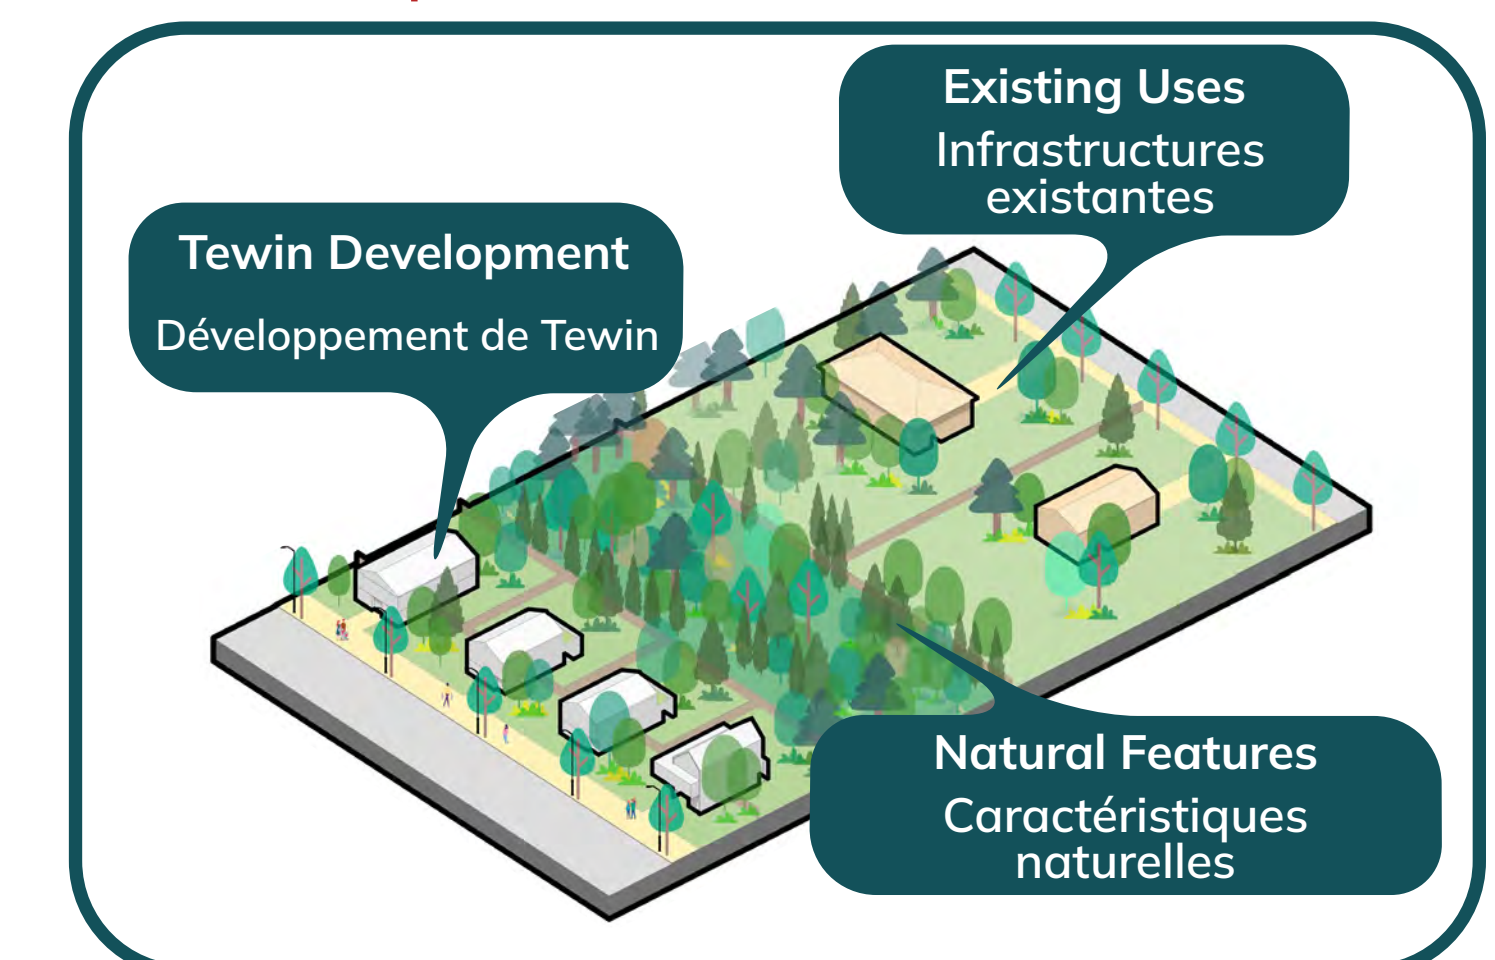 Existing Uses
Infrastructures
existantes
Tewin Development
Développement de Tewin
Natural Features
Caractéristiques
naturelles